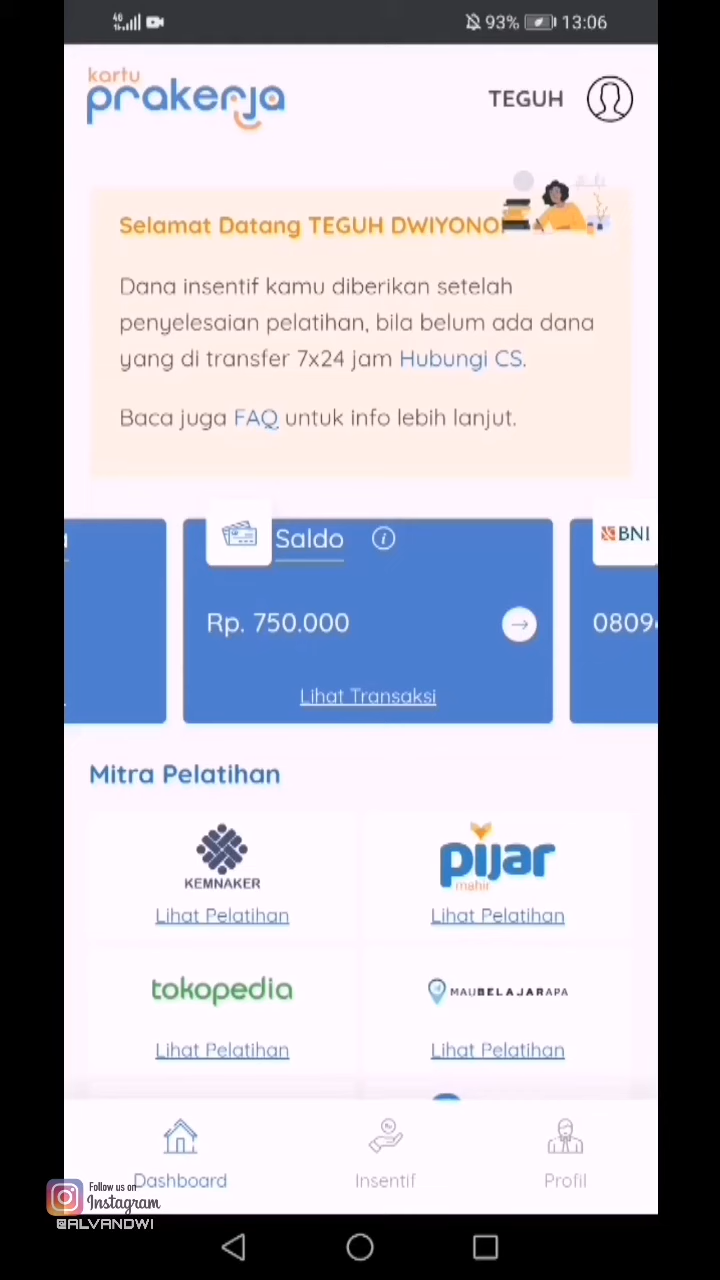 4G
93%
13:06
kartu
prakerja
TEGUH
Selamat Datang TEGUH DWIYONO!
Dana insentif kamu diberikan setelah
penyelesaian pelatihan, bila belum ada dana
yang di transfer 7x24 jam Hubungi CS.
Baca juga FAQ untuk info lebih lanjut.
Saldo
BNI
Rp. 750.000
0809
Lihat Transaksi
Mitra Pelatihan
KEMNAKER
pijar
mahir
Lihat Pelatihan
Lihat Pelatihan
tokopedia
MAUBELAJARAPA
Lihat Pelatihan
Lihat Pelatihan
Dashboard
Insentif
Profil
Follow us on
Instagram
@ALVANDWI